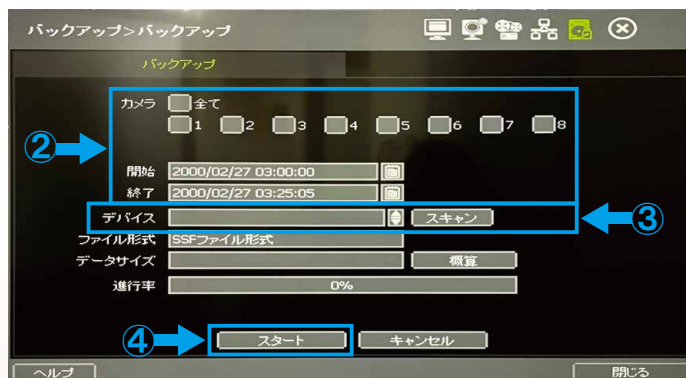 バックアップ>バックアップ
バックアップ
カメラ 全て
1 2 3 4 5 6 7 8
②
開始 2000/02/27 03:00:00
終了 2000/02/27 03:25:05
デバイス スキャン ③
ファイル形式 SSFファイル形式
データサイズ 概算
進行率 0%
④ スタート キャンセル
ヘルプ 閉じる